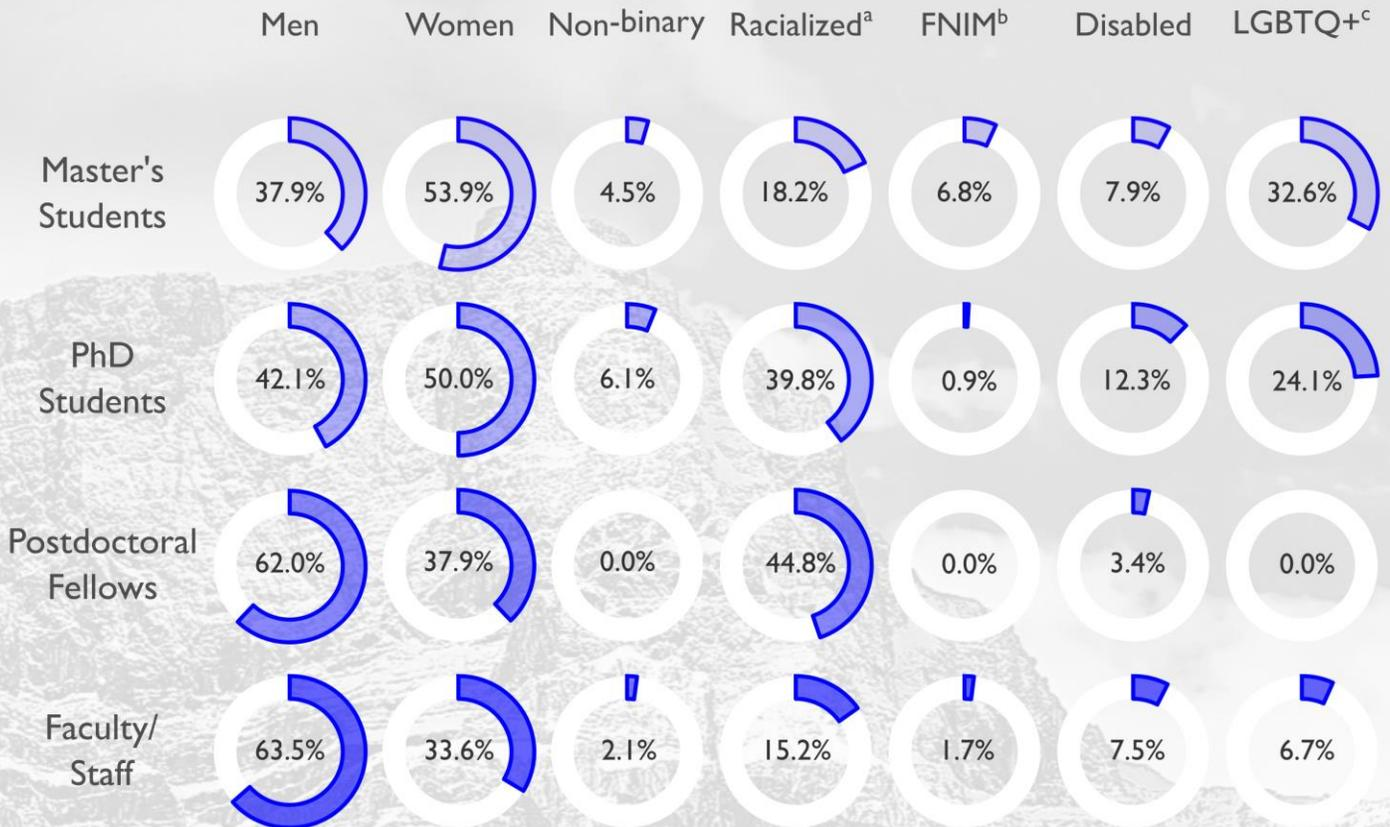 Men Women Non-binary Racializedᵃ FNIMᵇ Disabled LGBTQ+ᶜ
Master's
Students
37.9% 53.9% 4.5% 18.2% 6.8% 7.9% 32.6%
PhD
Students
42.1% 50.0% 6.1% 39.8% 0.9% 12.3% 24.1%
Postdoctoral
Fellows
62.0% 37.9% 0.0% 44.8% 0.0% 3.4% 0.0%
Faculty/
Staff
63.5% 33.6% 2.1% 15.2% 1.7% 7.5% 6.7%